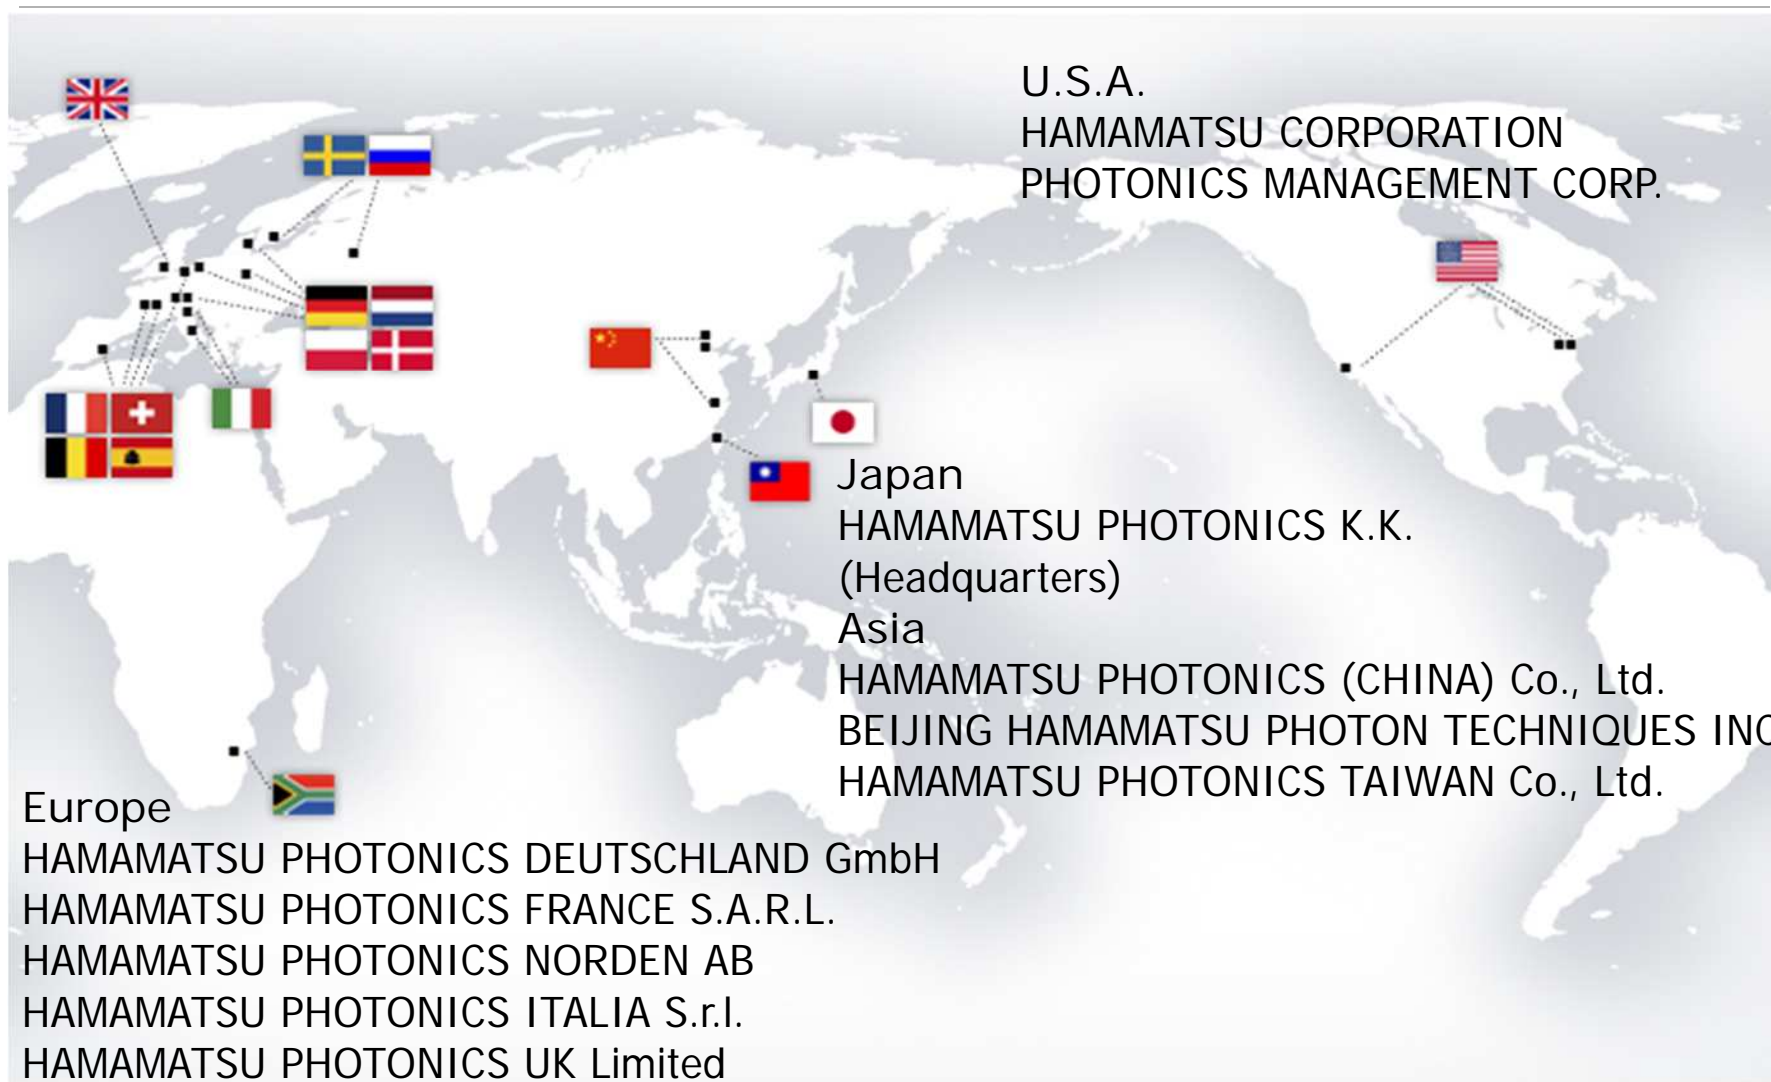 U.S.A.
HAMAMATSU CORPORATION
PHOTONICS MANAGEMENT CORP.
Japan
HAMAMATSU PHOTONICS K.K.
(Headquarters)
Asia
HAMAMATSU PHOTONICS (CHINA) Co., Ltd.
BEIJING HAMAMATSU PHOTON TECHNIQUES INC
HAMAMATSU PHOTONICS TAIWAN Co., Ltd.
Europe
HAMAMATSU PHOTONICS DEUTSCHLAND GmbH
HAMAMATSU PHOTONICS FRANCE S.A.R.L.
HAMAMATSU PHOTONICS NORDEN AB
HAMAMATSU PHOTONICS ITALIA S.r.l.
HAMAMATSU PHOTONICS UK Limited